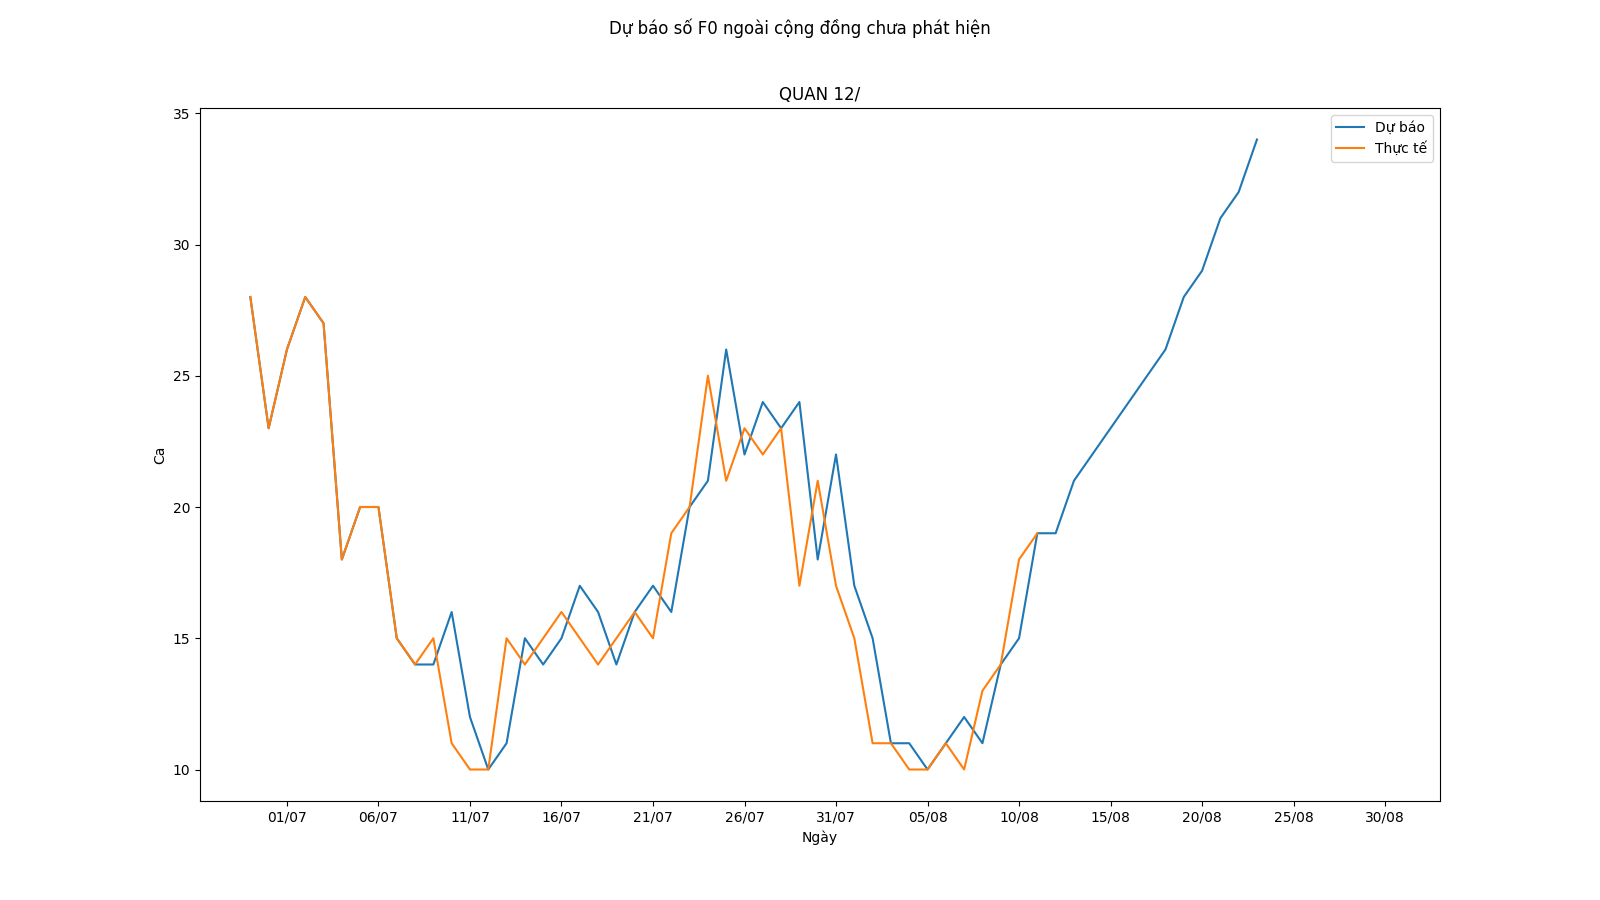 Dự báo số F0 ngoài cộng đồng chưa phát hiện
QUAN 12/
35
30
25
20
15
10
Ca
Dự báo
Thực tế
01/07 06/07 11/07 16/07 21/07 26/07 31/07 05/08 10/08 15/08 20/08 25/08 30/08
Ngày